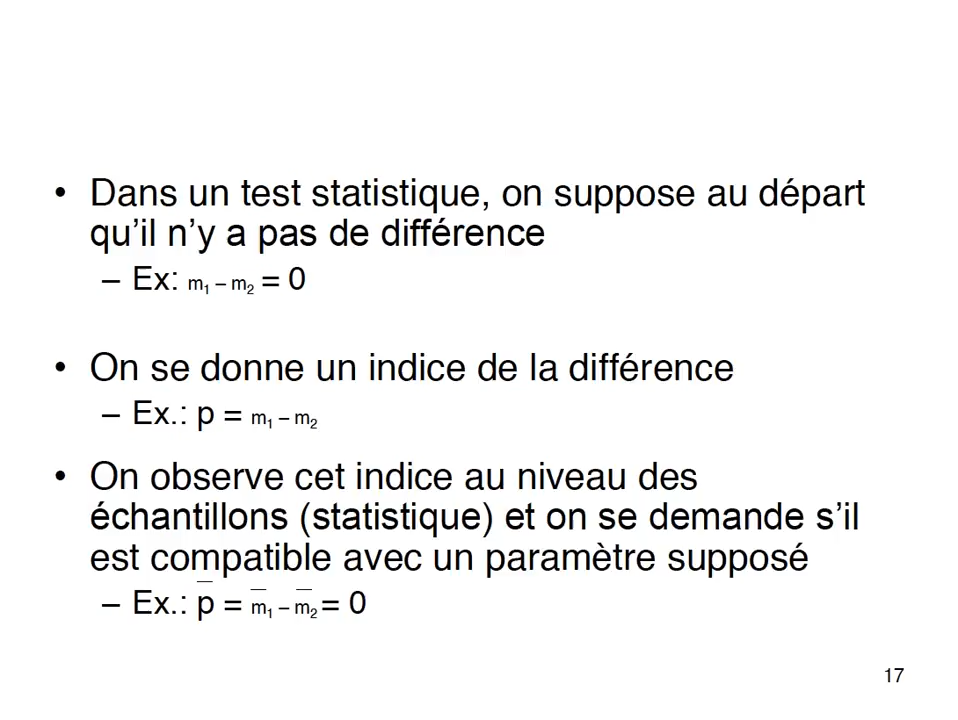 • Dans un test statistique, on suppose au départ
qu’il n’y a pas de différence
– Ex: m₁ – m₂ = 0
• On se donne un indice de la différence
– Ex.: p = m₁ – m₂
• On observe cet indice au niveau des
échantillons (statistique) et on se demande s’il
est compatible avec un paramètre supposé
– Ex.: p̅ = m̅₁ – m̅₂ = 0
17